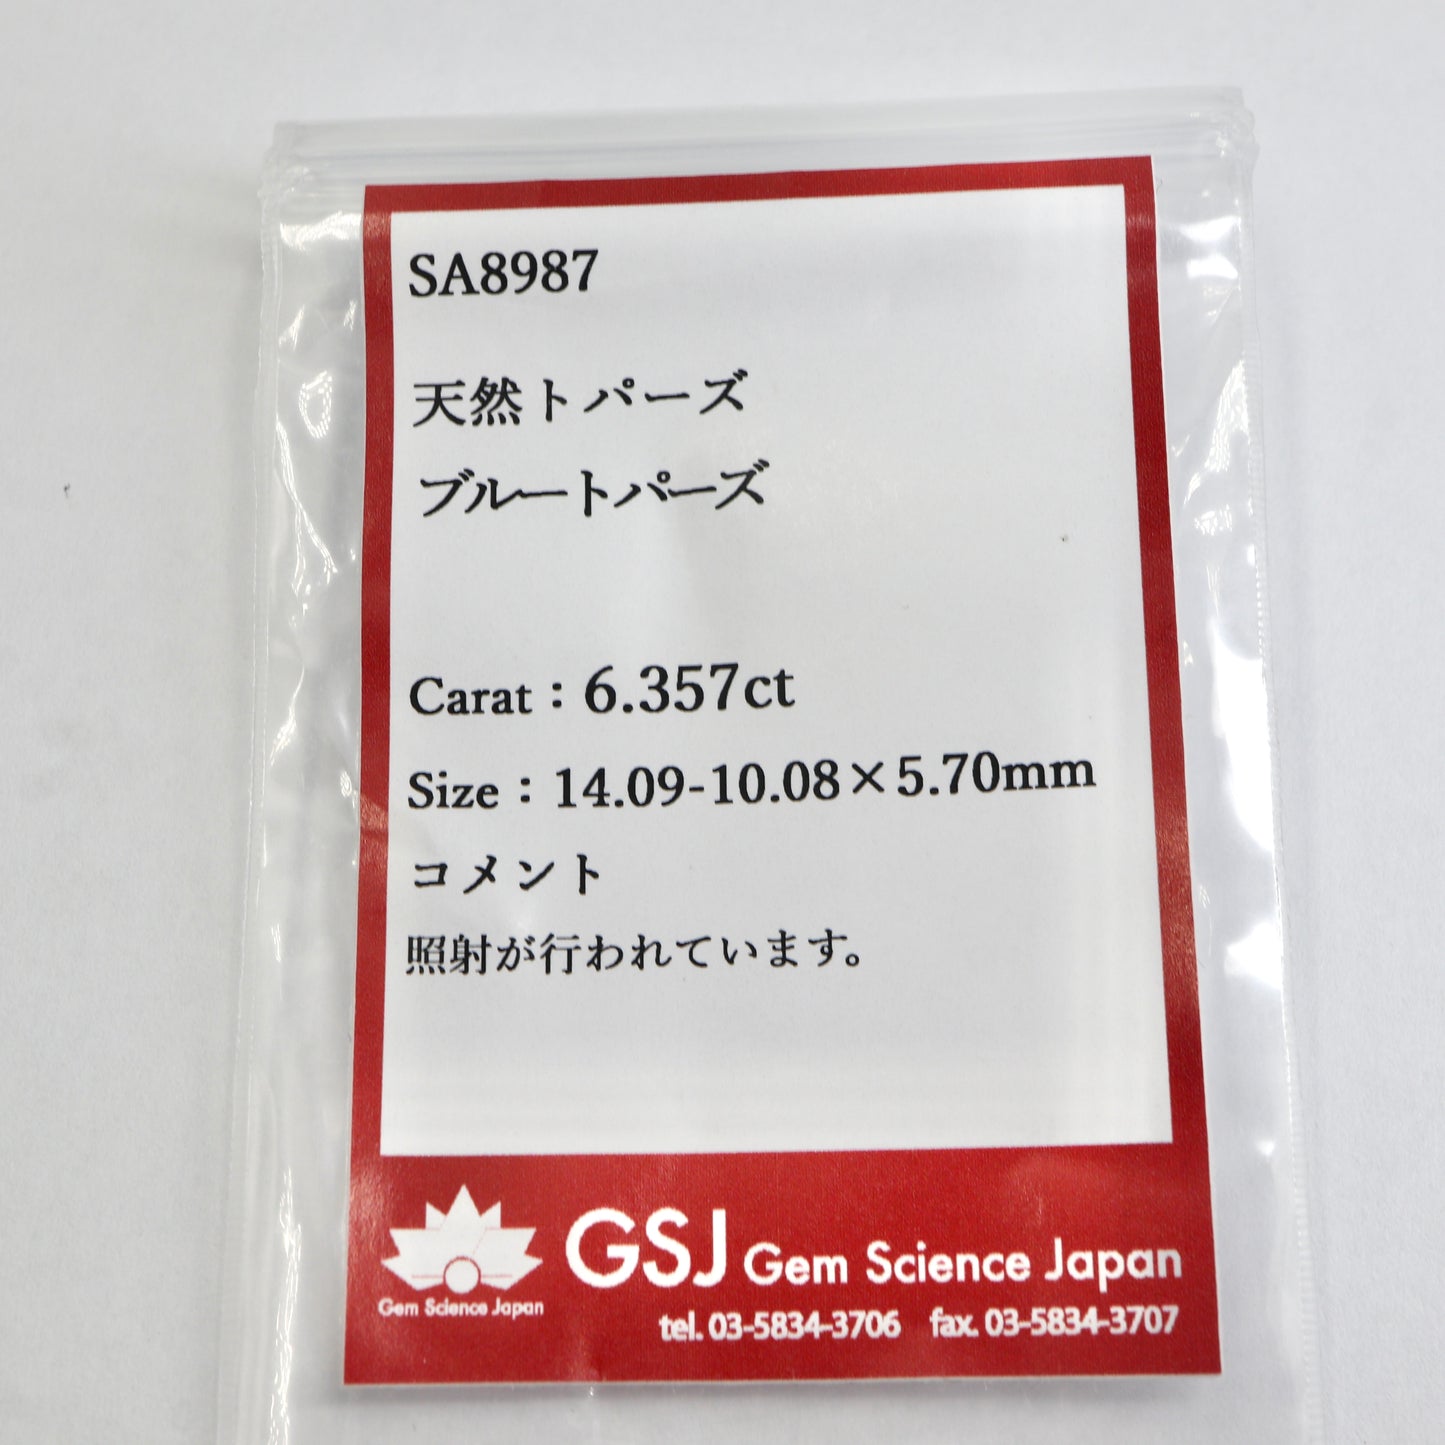 SA8987
天然トパーズ
ブルートパーズ
Carat：6.357ct
Size：14.09-10.08×5.70mm
コメント
照射が行われています。
GSJ Gem Science Japan
Gem Science Japan
tel. 03-5834-3706 fax. 03-5834-3707